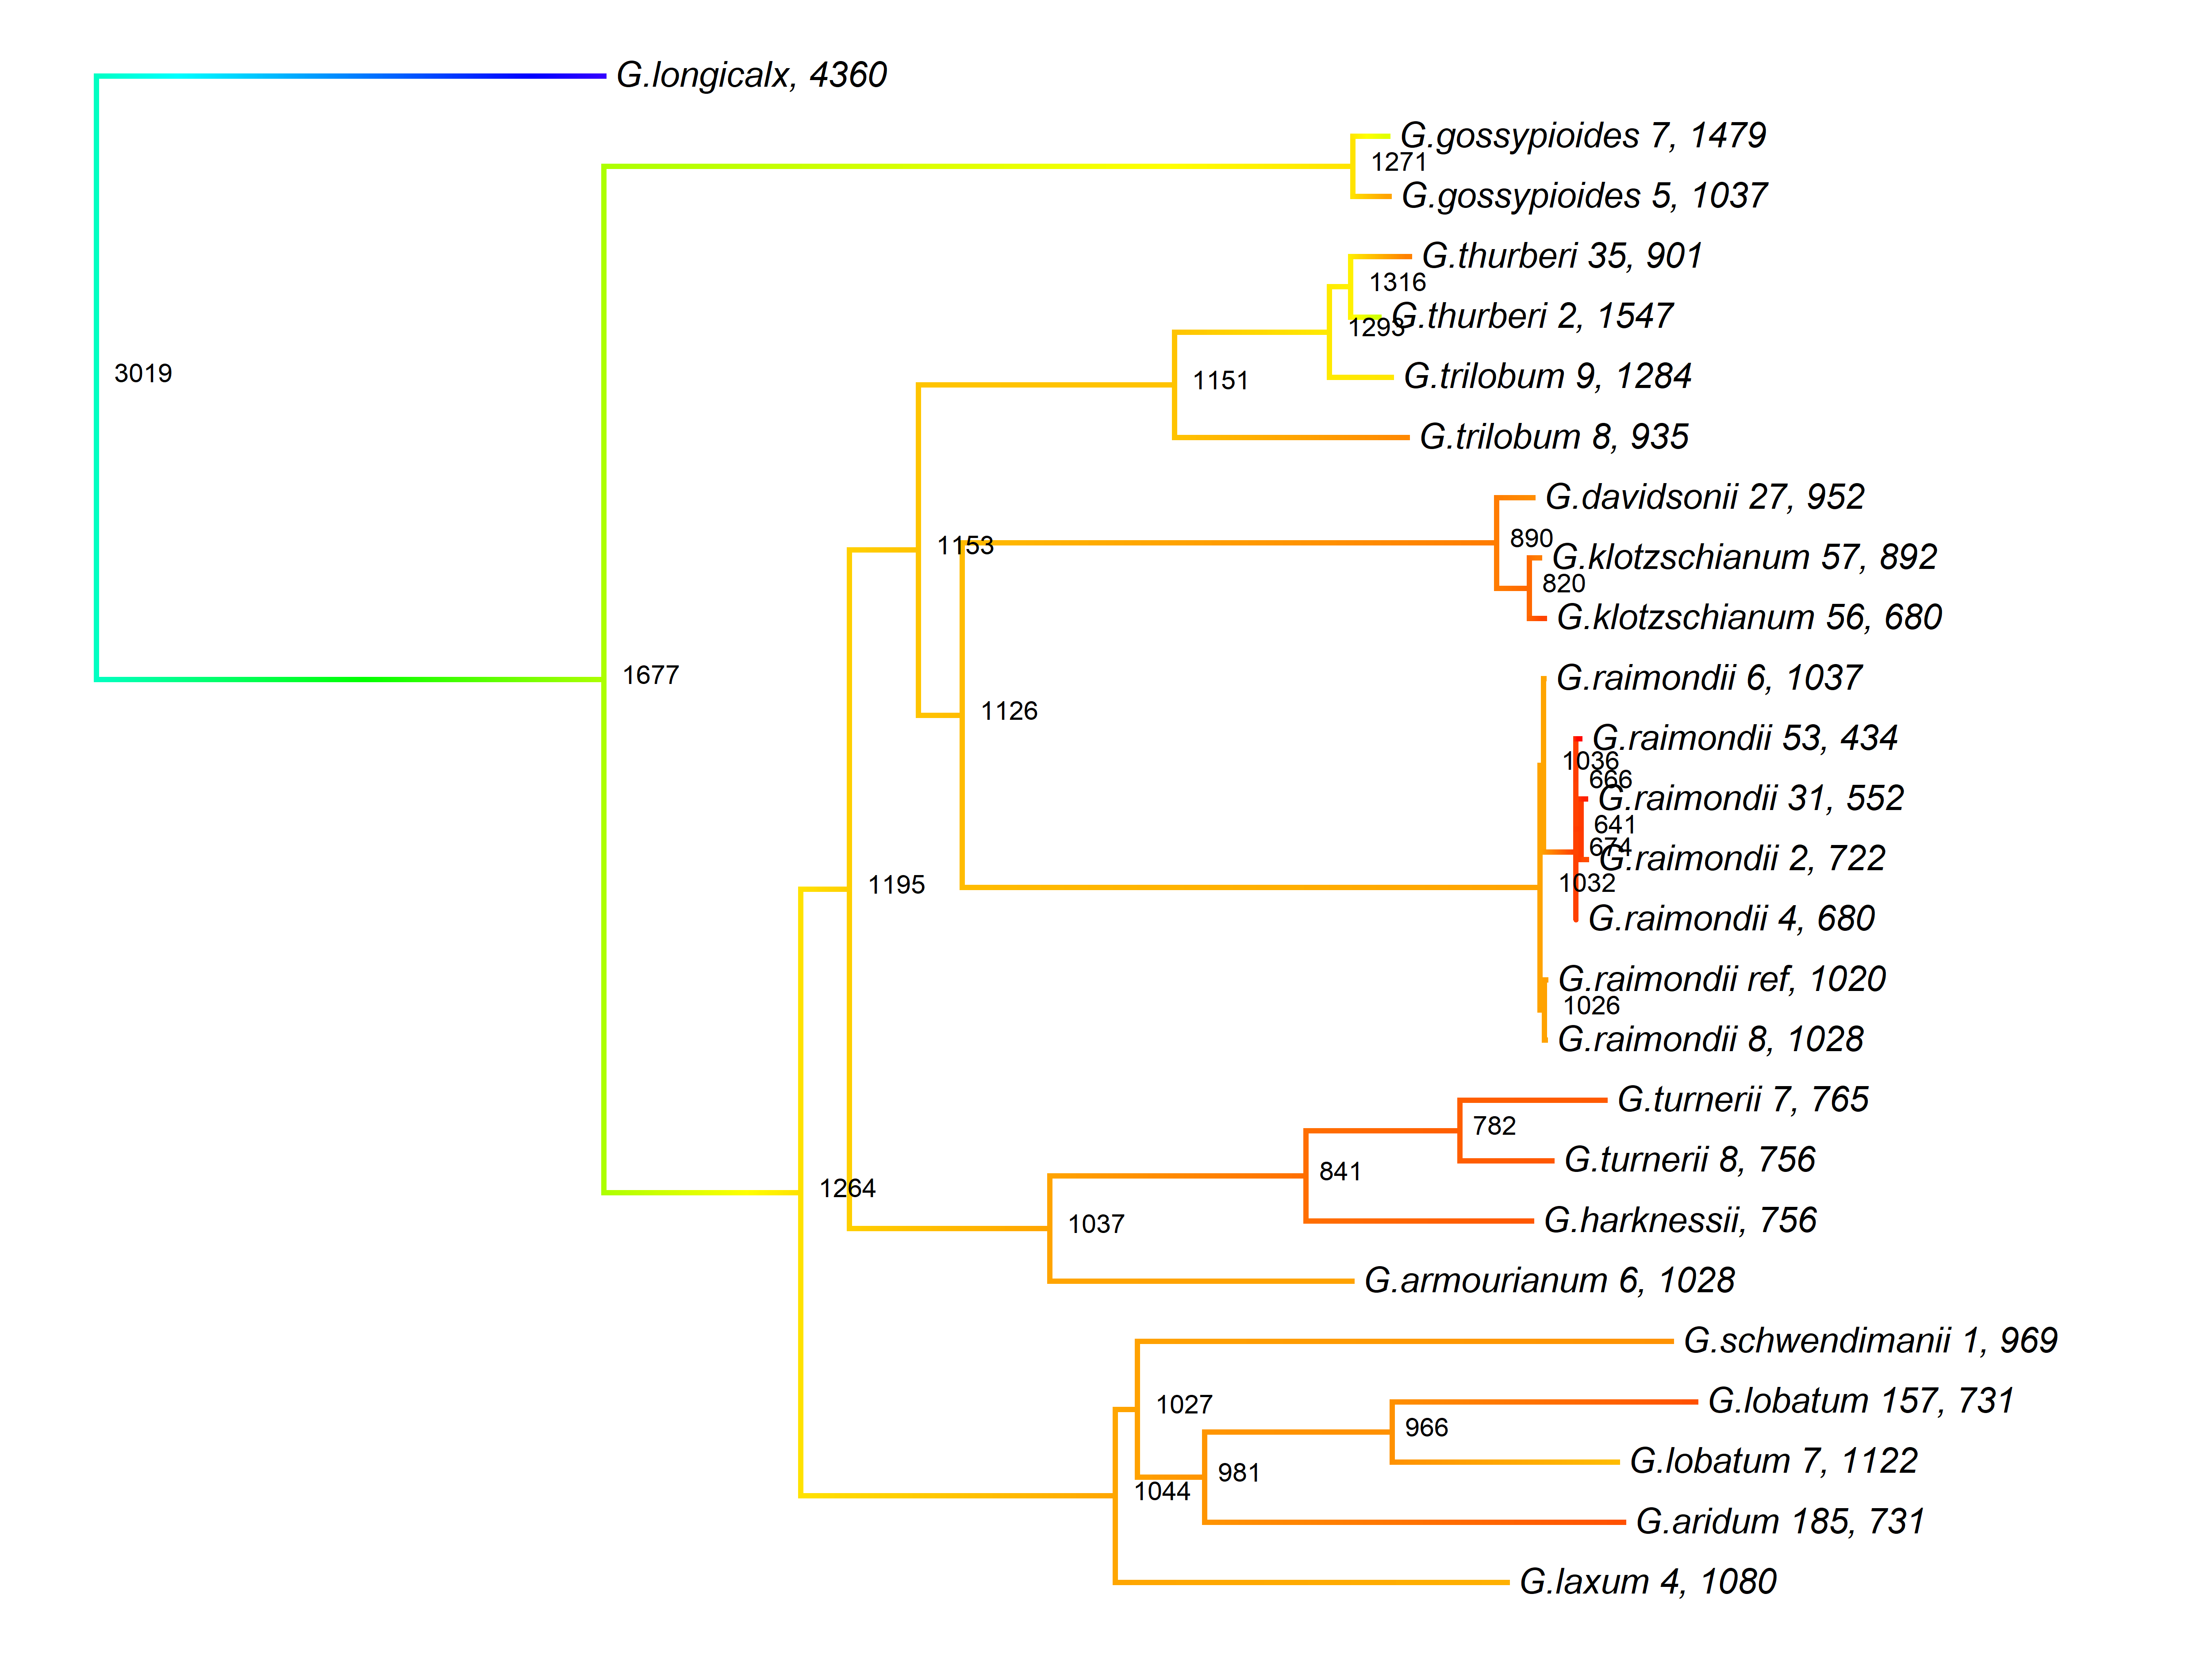 G.longicalx, 4360
G.gossypioides 7, 1479
1271
G.gossypioides 5, 1037
G.thurberi 35, 901
1316
G.thurberi 2, 1547
1293
3019
G.trilobum 9, 1284
1151
G.trilobum 8, 935
G.davidsonii 27, 952
890
1153
G.klotzschianum 57, 892
820
G.klotzschianum 56, 680
1677
G.raimondii 6, 1037
1126
G.raimondii 53, 434
1036
666
G.raimondii 31, 552
641
674
G.raimondii 2, 722
1032
1195
G.raimondii 4, 680
G.raimondii ref, 1020
1026
G.raimondii 8, 1028
G.turnerii 7, 765
782
G.turnerii 8, 756
841
1264
G.harknessii, 756
1037
G.armourianum 6, 1028
G.schwendimanii 1, 969
1027
G.lobatum 157, 731
966
G.lobatum 7, 1122
981
1044
G.aridum 185, 731
G.laxum 4, 1080